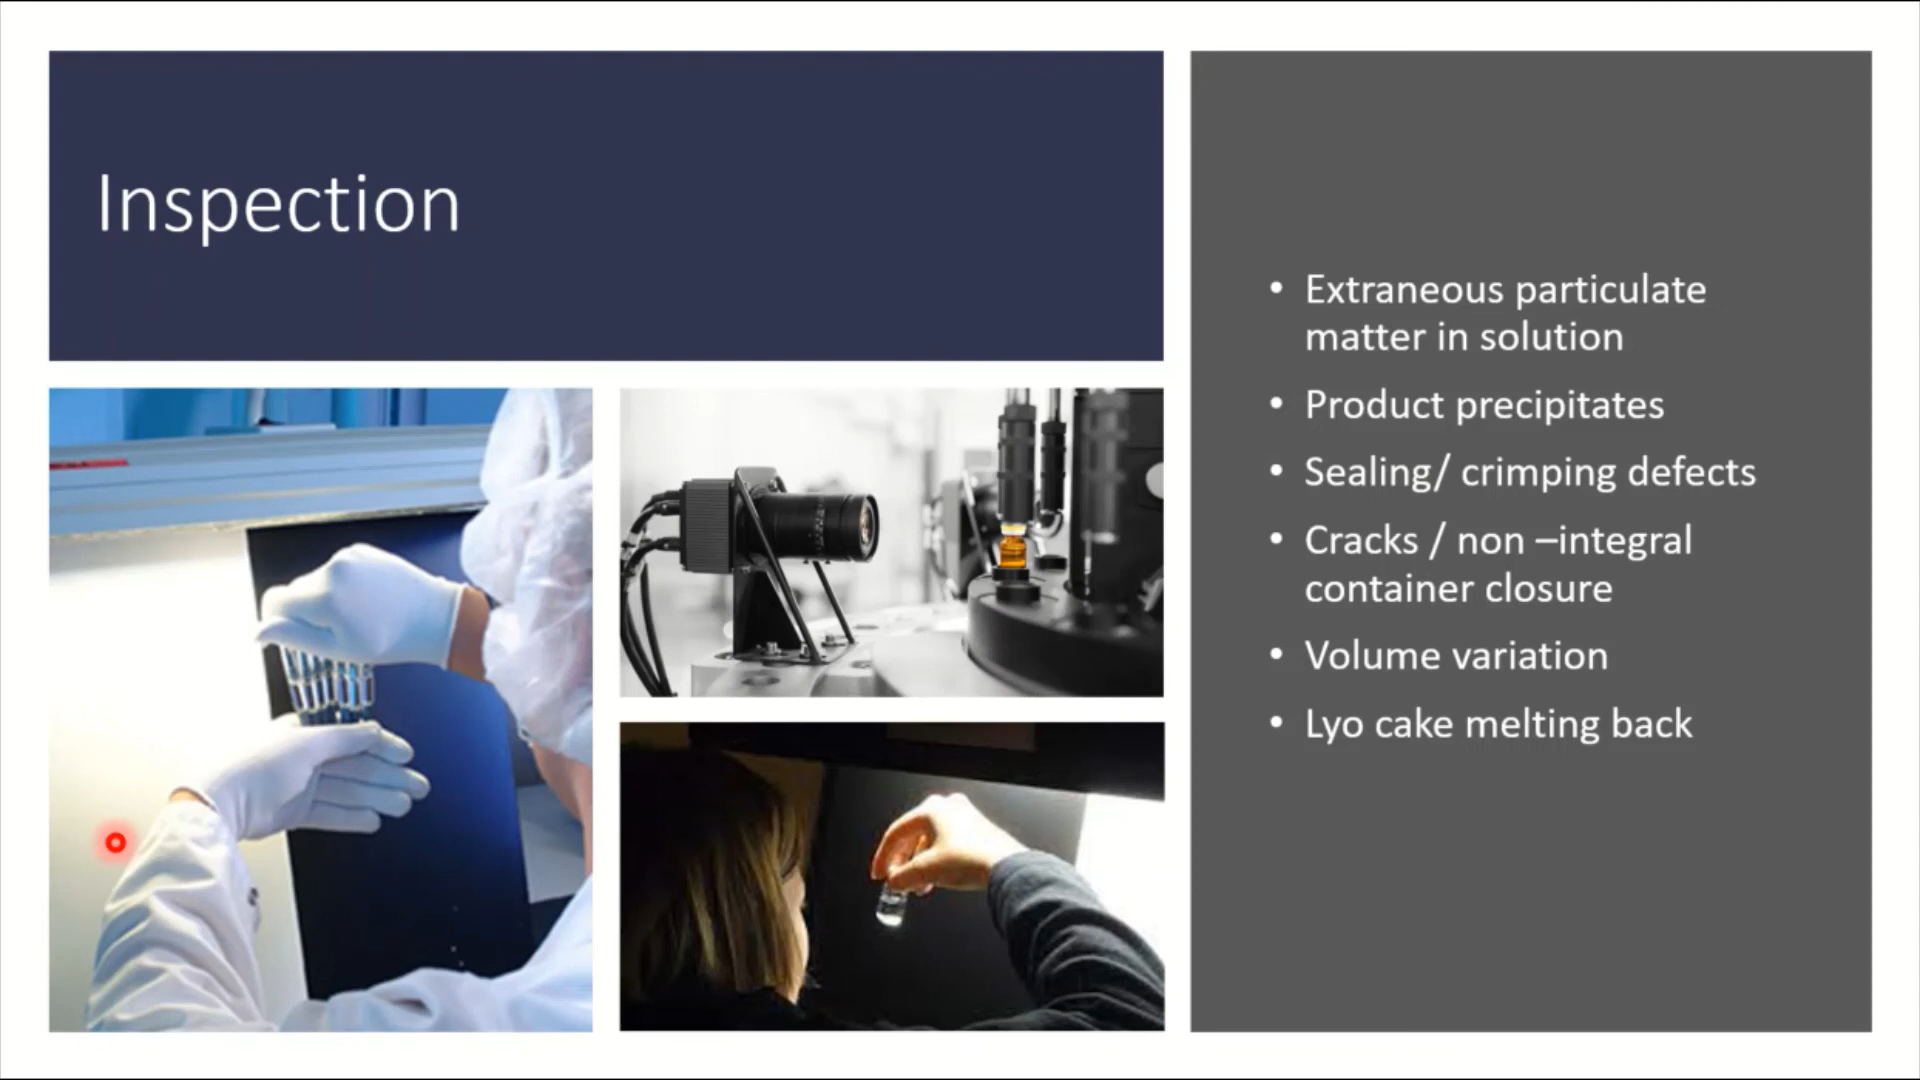 Inspection
• Extraneous particulate
matter in solution
• Product precipitates
• Sealing/ crimping defects
• Cracks / non –integral
container closure
• Volume variation
• Lyo cake melting back